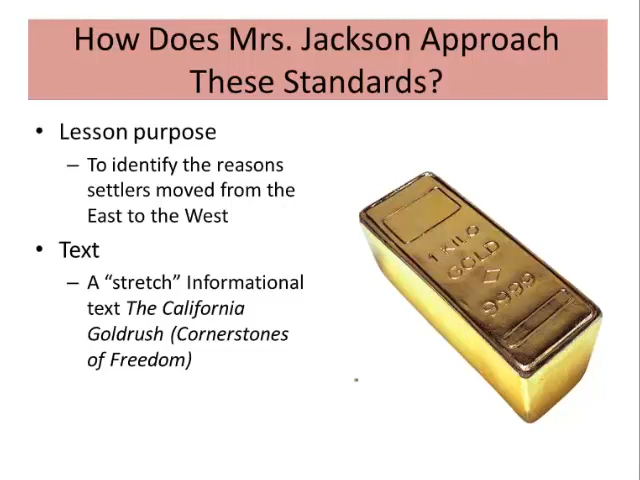 How Does Mrs. Jackson Approach
These Standards?
• Lesson purpose
– To identify the reasons
settlers moved from the
East to the West
• Text
– A “stretch” Informational
text The California
Goldrush (Cornerstones
of Freedom)
1 KILO
GOLD
9999